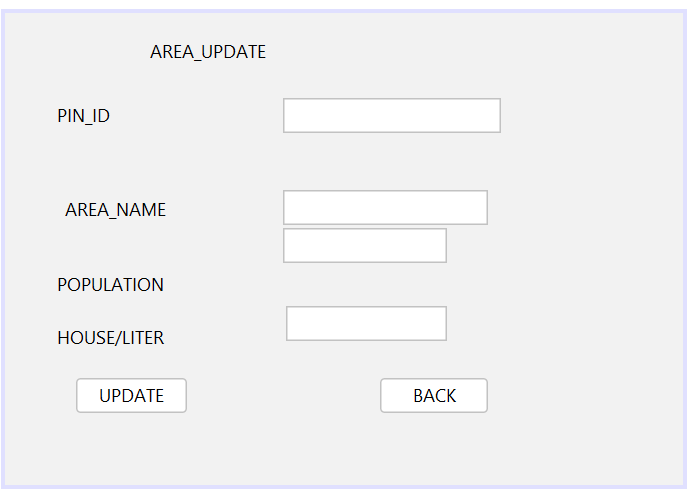 AREA_UPDATE
PIN_ID
AREA_NAME
POPULATION
HOUSE/LITER
UPDATE
BACK